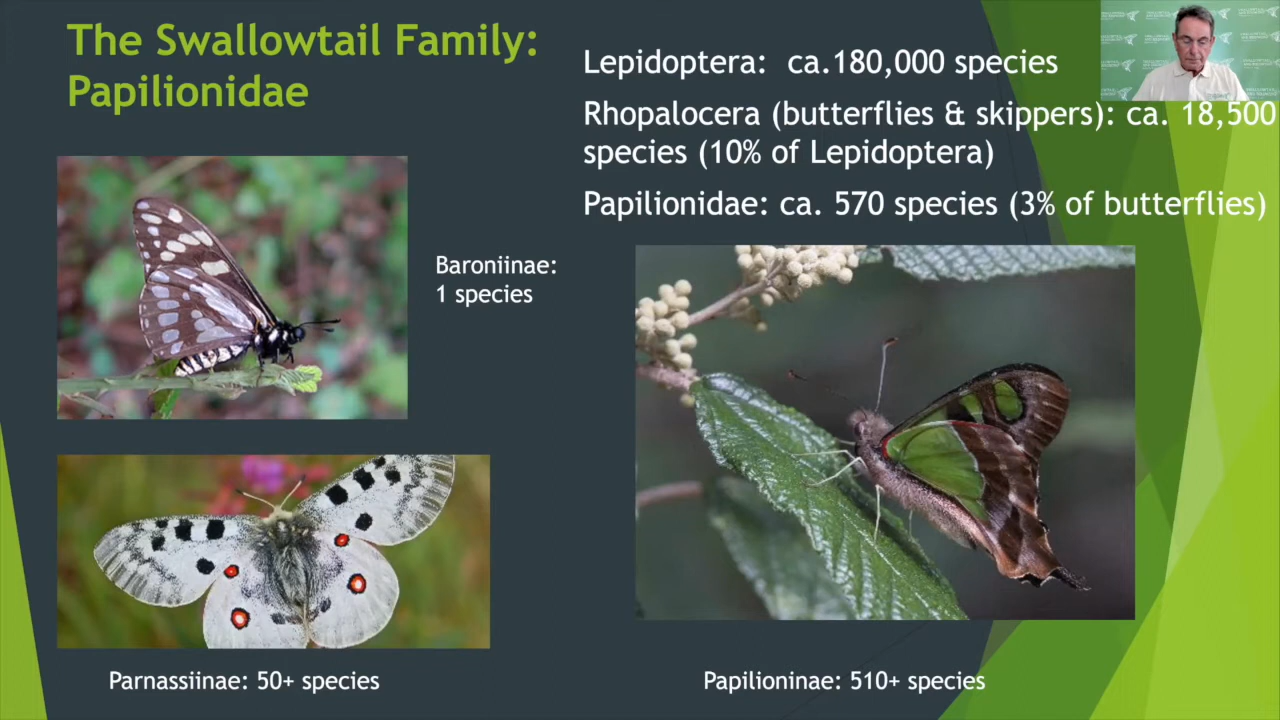 The Swallowtail Family:
Papilionidae
Lepidoptera:  ca.180,000 species
Rhopalocera (butterflies & skippers): ca. 18,500
species (10% of Lepidoptera)
Papilionidae: ca. 570 species (3% of butterflies)
Baroniinae:
1 species
Parnassiinae: 50+ species
Papilioninae: 510+ species